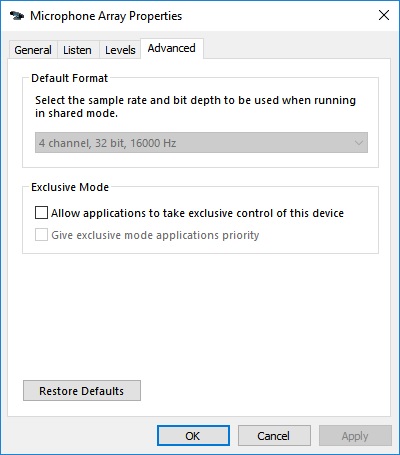 Microphone Array Properties
General Listen Levels Advanced
Default Format
Select the sample rate and bit depth to be used when running
in shared mode.
4 channel, 32 bit, 16000 Hz
Exclusive Mode
Allow applications to take exclusive control of this device
Give exclusive mode applications priority
Restore Defaults
OK Cancel Apply